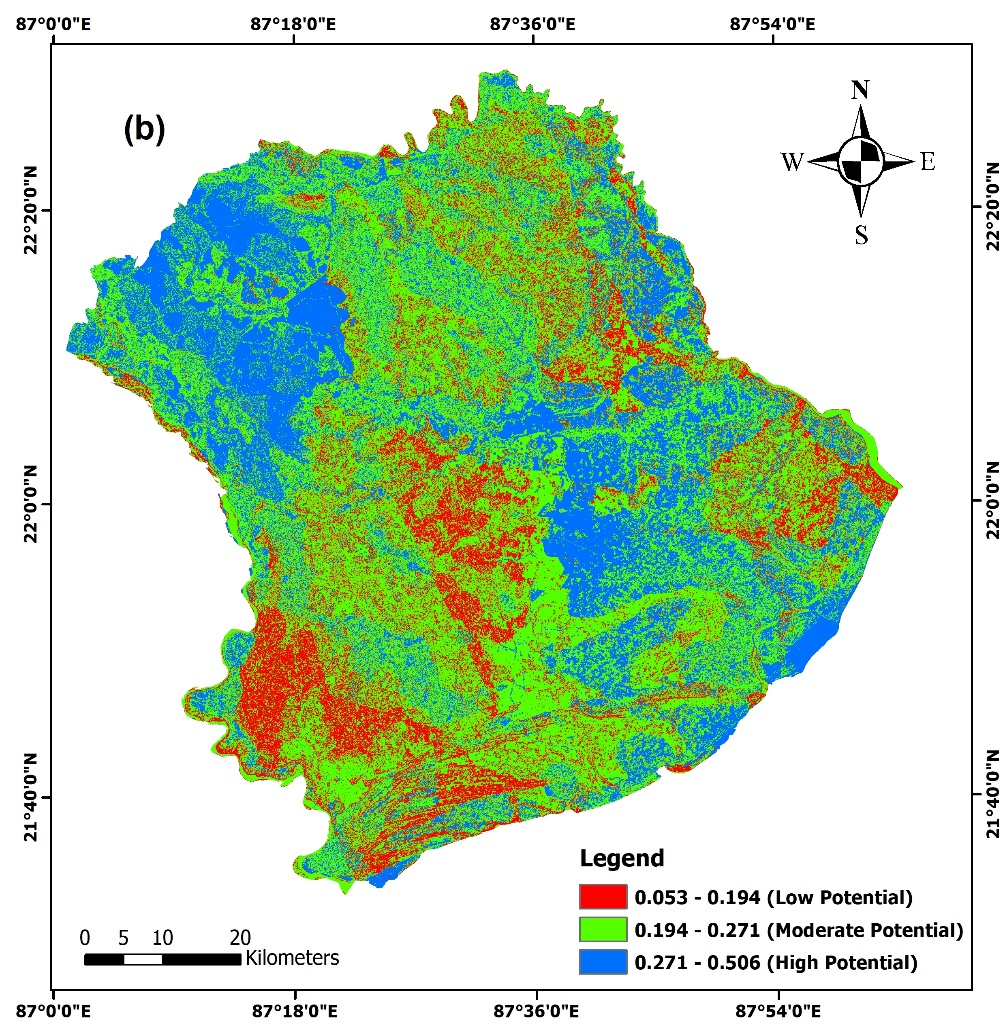 87°0'0"E 87°18'0"E 87°36'0"E 87°54'0"E
(b)
N
W E
S
22°20'0"N 22°20'0"N
22°0'0"N 22°0'0"N
21°40'0"N 21°40'0"N
Legend
0.053 - 0.194 (Low Potential)
0.194 - 0.271 (Moderate Potential)
0.271 - 0.506 (High Potential)
0 5 10 20
Kilometers
87°0'0"E 87°18'0"E 87°36'0"E 87°54'0"E